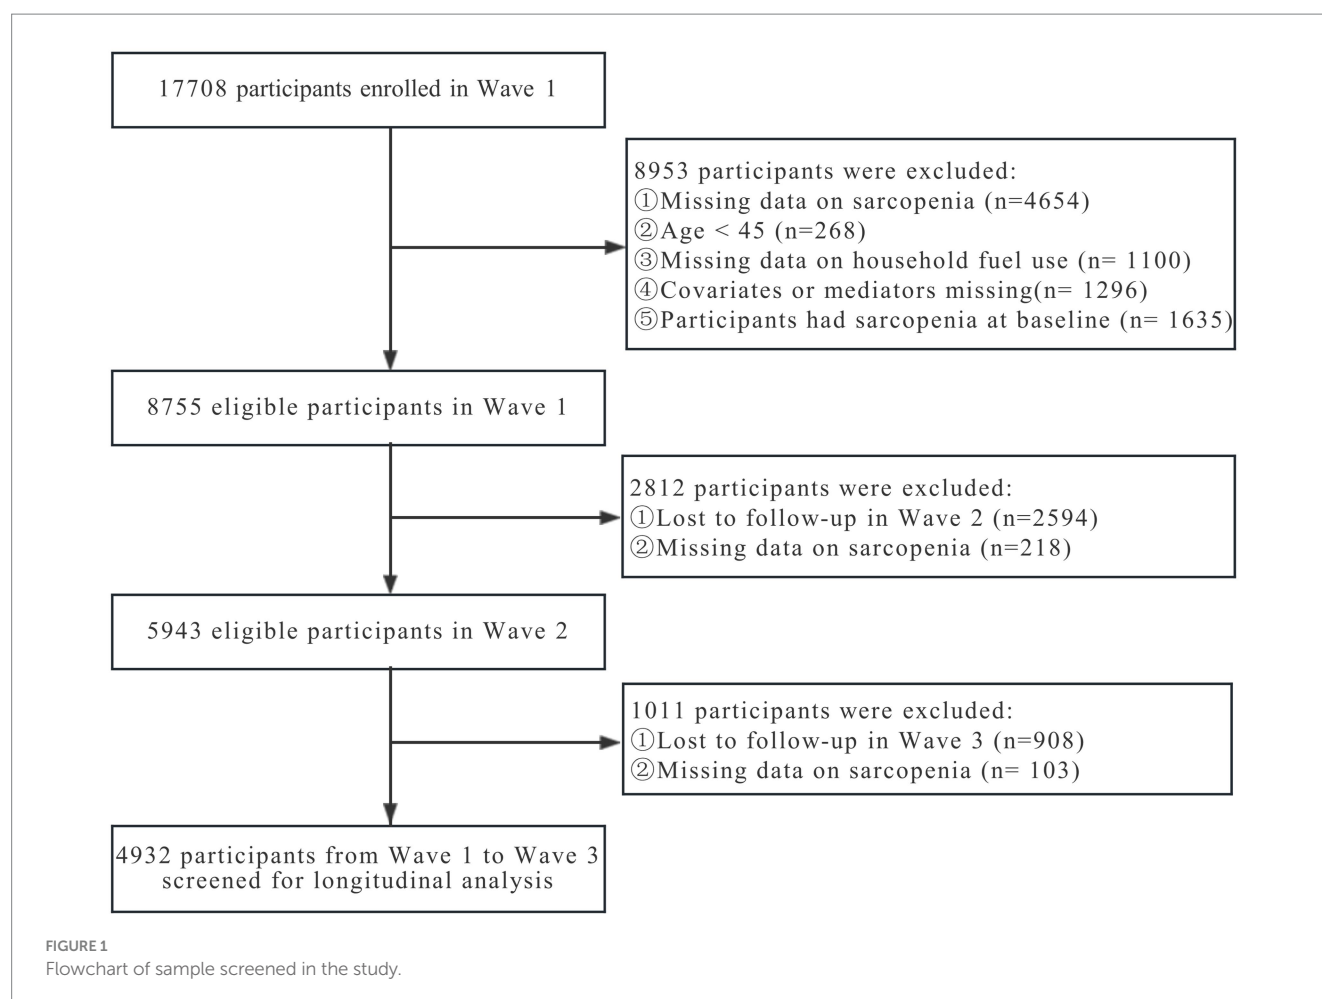 17708 participants enrolled in Wave 1
8953 participants were excluded:
①Missing data on sarcopenia (n=4654)
②Age < 45 (n=268)
③Missing data on household fuel use (n= 1100)
④Covariates or mediators missing(n= 1296)
⑤Participants had sarcopenia at baseline (n= 1635)
8755 eligible participants in Wave 1
2812 participants were excluded:
①Lost to follow-up in Wave 2 (n=2594)
②Missing data on sarcopenia (n=218)
5943 eligible participants in Wave 2
1011 participants were excluded:
①Lost to follow-up in Wave 3 (n=908)
②Missing data on sarcopenia (n= 103)
4932 participants from Wave 1 to Wave 3
screened for longitudinal analysis
FIGURE 1
Flowchart of sample screened in the study.